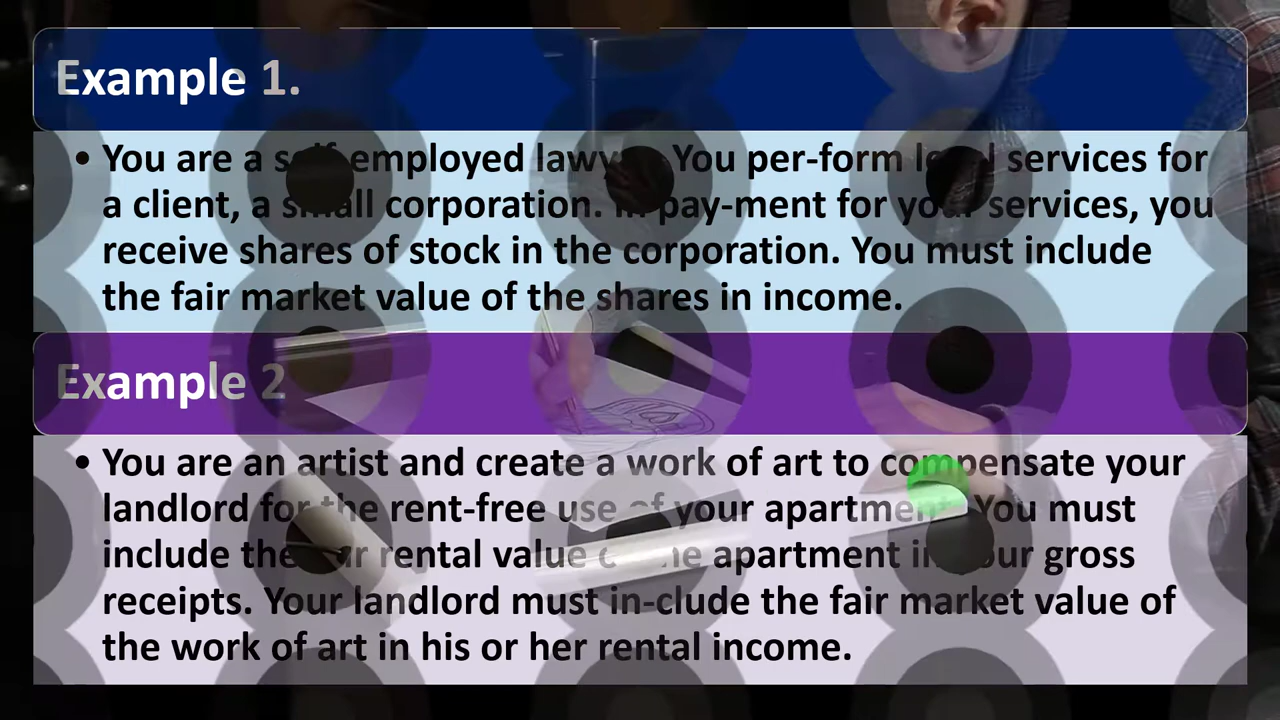 Example 1.
• You are a self-employed lawyer. You per-form legal services for
a client, a small corporation. In pay-ment for your services, you
receive shares of stock in the corporation. You must include
the fair market value of the shares in income.
Example 2
• You are an artist and create a work of art to compensate your
landlord for the rent-free use of your apartment. You must
include the fair rental value of the apartment in your gross
receipts. Your landlord must in-clude the fair market value of
the work of art in his or her rental income.